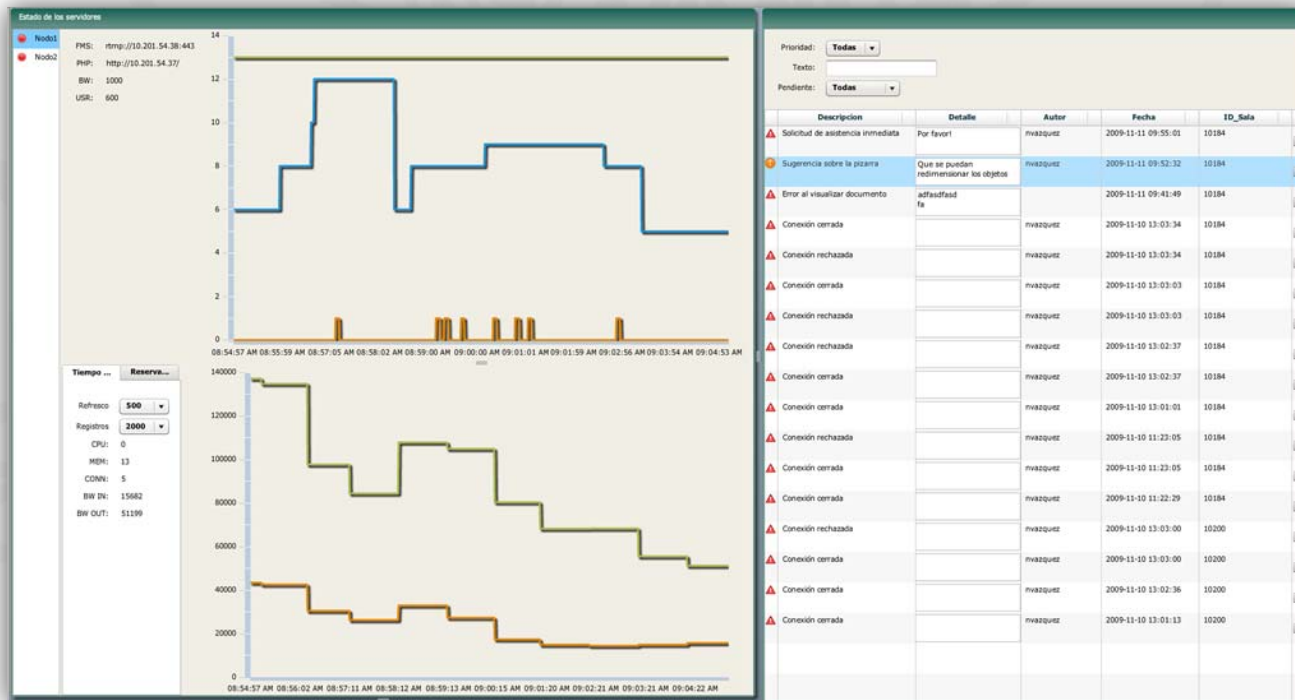 Estado de los servidores
Nodo1
Nodo2
FMS: rtmp://10.201.54.38:443
PHP: http://10.201.54.37/
BW: 1000
USR: 600
14
12
10
8
6
4
2
0
08:54:57 AM 08:55:59 AM 08:57:05 AM 08:58:02 AM 08:59:00 AM 09:00:00 AM 09:01:01 AM 09:01:59 AM 09:02:56 AM 09:03:54 AM 09:04:53 AM
Tiempo ... Reserva...
Refresco 500
Registros 2000
CPU: 0
MEM: 13
CONN: 5
BW IN: 15682
BW OUT: 51199
140000
120000
100000
80000
60000
40000
20000
0
08:54:57 AM 08:56:02 AM 08:57:11 AM 08:58:12 AM 08:59:13 AM 09:00:15 AM 09:01:20 AM 09:02:21 AM 09:03:21 AM 09:04:22 AM
Prioridad: Todas
Texto:
Pendiente: Todas
Descripcion Detalle Autor Fecha ID_Sala
Solicitud de asistencia inmediata Por favor! nvazquez 2009-11-11 09:55:01 10184
Sugerencia sobre la pizarra Que se puedan nvazquez 2009-11-11 09:52:32 10184
redimensionar los objetos
Error al visualizar documento adfasdfasd 2009-11-11 09:41:49 10184
fa
Conexión cerrada nvazquez 2009-11-10 13:03:34 10184
Conexión rechazada nvazquez 2009-11-10 13:03:34 10184
Conexión cerrada nvazquez 2009-11-10 13:03:03 10184
Conexión rechazada nvazquez 2009-11-10 13:03:03 10184
Conexión rechazada nvazquez 2009-11-10 13:02:37 10184
Conexión cerrada nvazquez 2009-11-10 13:02:37 10184
Conexión cerrada nvazquez 2009-11-10 13:01:01 10184
Conexión rechazada nvazquez 2009-11-10 11:23:05 10184
Conexión cerrada nvazquez 2009-11-10 11:23:05 10184
Conexión cerrada nvazquez 2009-11-10 11:22:29 10184
Conexión rechazada nvazquez 2009-11-10 13:03:00 10200
Conexión cerrada nvazquez 2009-11-10 13:03:00 10200
Conexión cerrada nvazquez 2009-11-10 13:02:36 10200
Conexión cerrada nvazquez 2009-11-10 13:01:13 10200